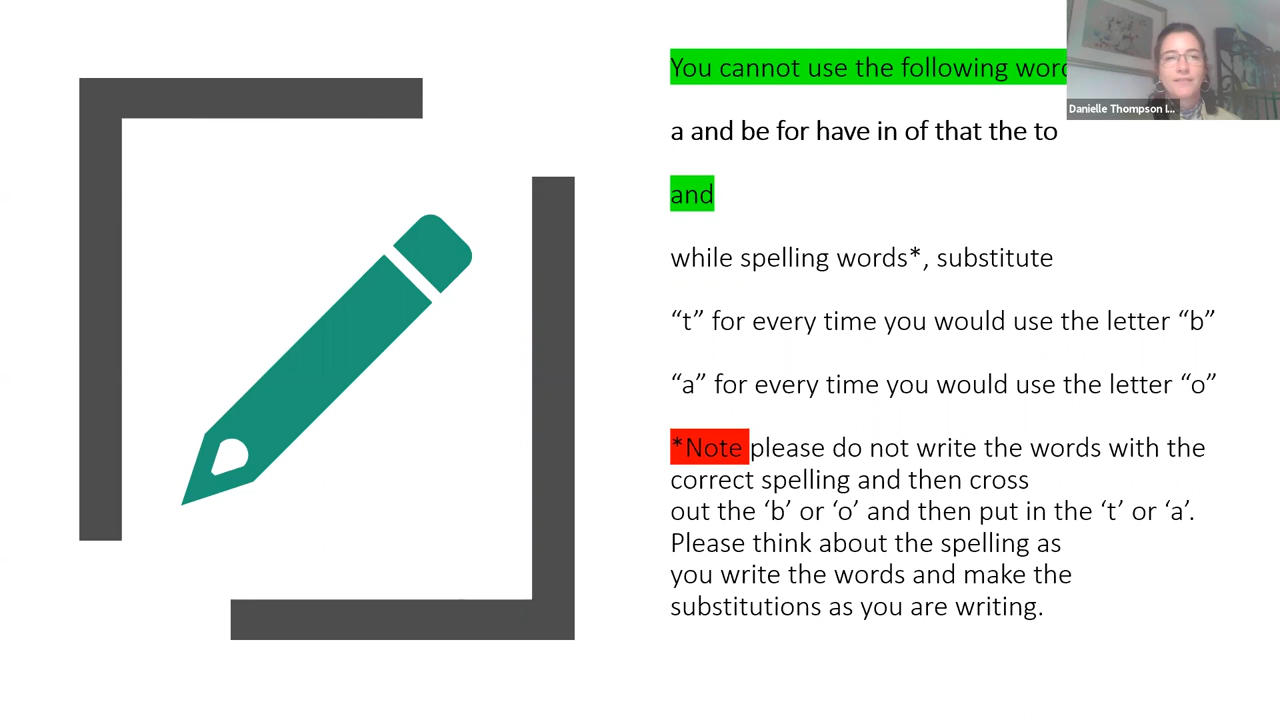 You cannot use the following
a and be for have in of that the to
and
while spelling words*, substitute
“t” for every time you would use the letter “b”
“a” for every time you would use the letter “o”
*Note please do not write the words with the
correct spelling and then cross
out the ‘b’ or ‘o’ and then put in the ‘t’ or ‘a’.
Please think about the spelling as
you write the words and make the
substitutions as you are writing.
Danielle Thompson I...